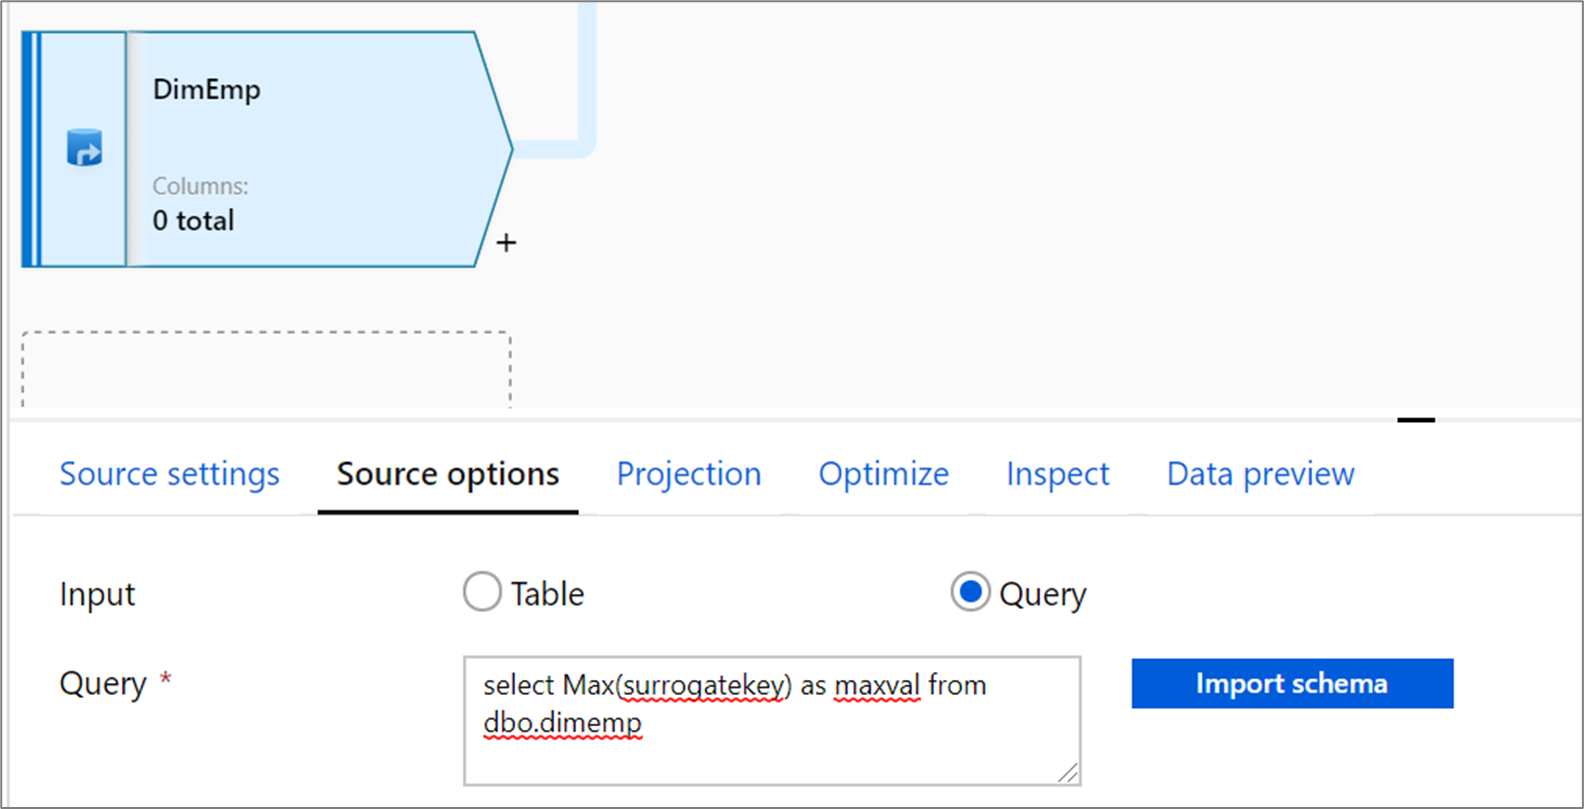 DimEmp
Columns:
0 total
+
Source settings Source options Projection Optimize Inspect Data preview
Input Table Query
Query * select Max(surrogatekey) as maxval from
dbo.dimemp
Import schema